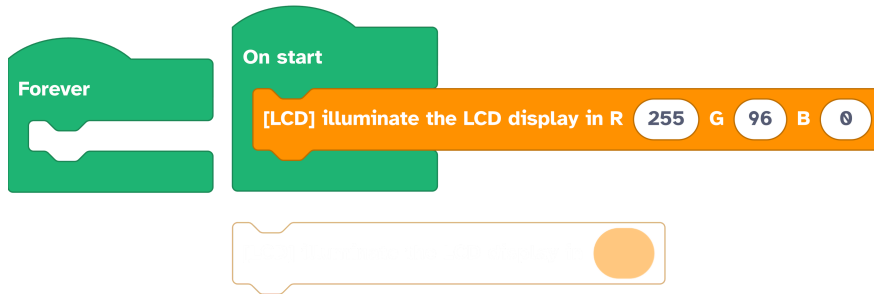 On start
Forever
[LCD] illuminate the LCD display in R 255 G 96 B 0